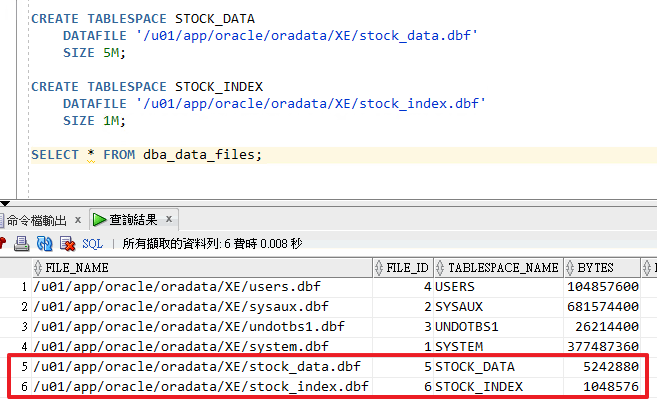 CREATE TABLESPACE STOCK_DATA
DATAFILE '/u01/app/oracle/oradata/XE/stock_data.dbf'
SIZE 5M;
CREATE TABLESPACE STOCK_INDEX
DATAFILE '/u01/app/oracle/oradata/XE/stock_index.dbf'
SIZE 1M;
SELECT * FROM dba_data_files;
命令檔輸出 x 查詢結果 x
SQL | 所有擷取的資料列: 6 費時 0.008 秒
FILE_NAME FILE_ID TABLESPACE_NAME BYTES
1 /u01/app/oracle/oradata/XE/users.dbf 4 USERS 104857600
2 /u01/app/oracle/oradata/XE/sysaux.dbf 2 SYSAUX 681574400
3 /u01/app/oracle/oradata/XE/undotbs1.dbf 3 UNDOTBS1 26214400
4 /u01/app/oracle/oradata/XE/system.dbf 1 SYSTEM 377487360
5 /u01/app/oracle/oradata/XE/stock_data.dbf 5 STOCK_DATA 5242880
6 /u01/app/oracle/oradata/XE/stock_index.dbf 6 STOCK_INDEX 1048576